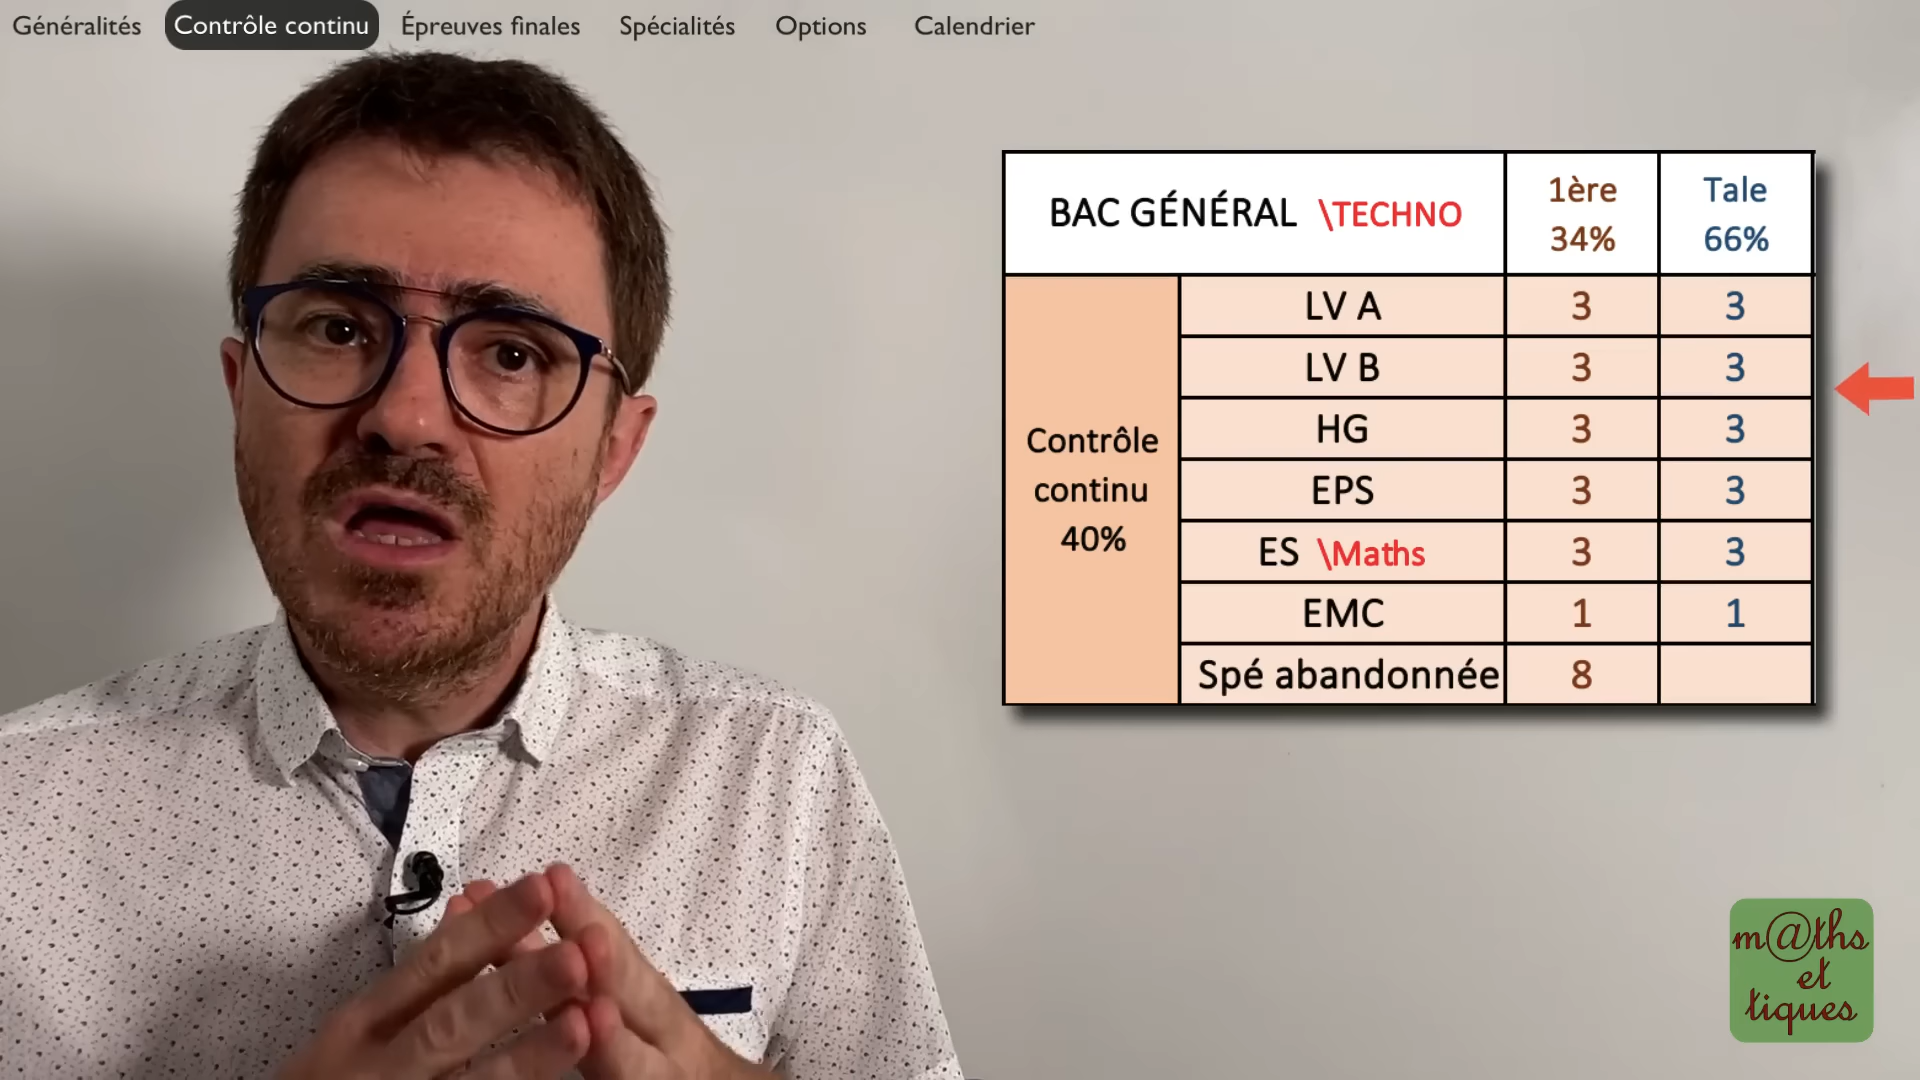 Généralités Contrôle continu Épreuves finales Spécialités Options Calendrier
BAC GÉNÉRAL \TECHNO
1ère
34%
Tale
66%
Contrôle
continu
40%
LV A 3 3
LV B 3 3
HG 3 3
EPS 3 3
ES \Maths 3 3
EMC 1 1
Spé abandonnée 8
m@ths
et
tiques